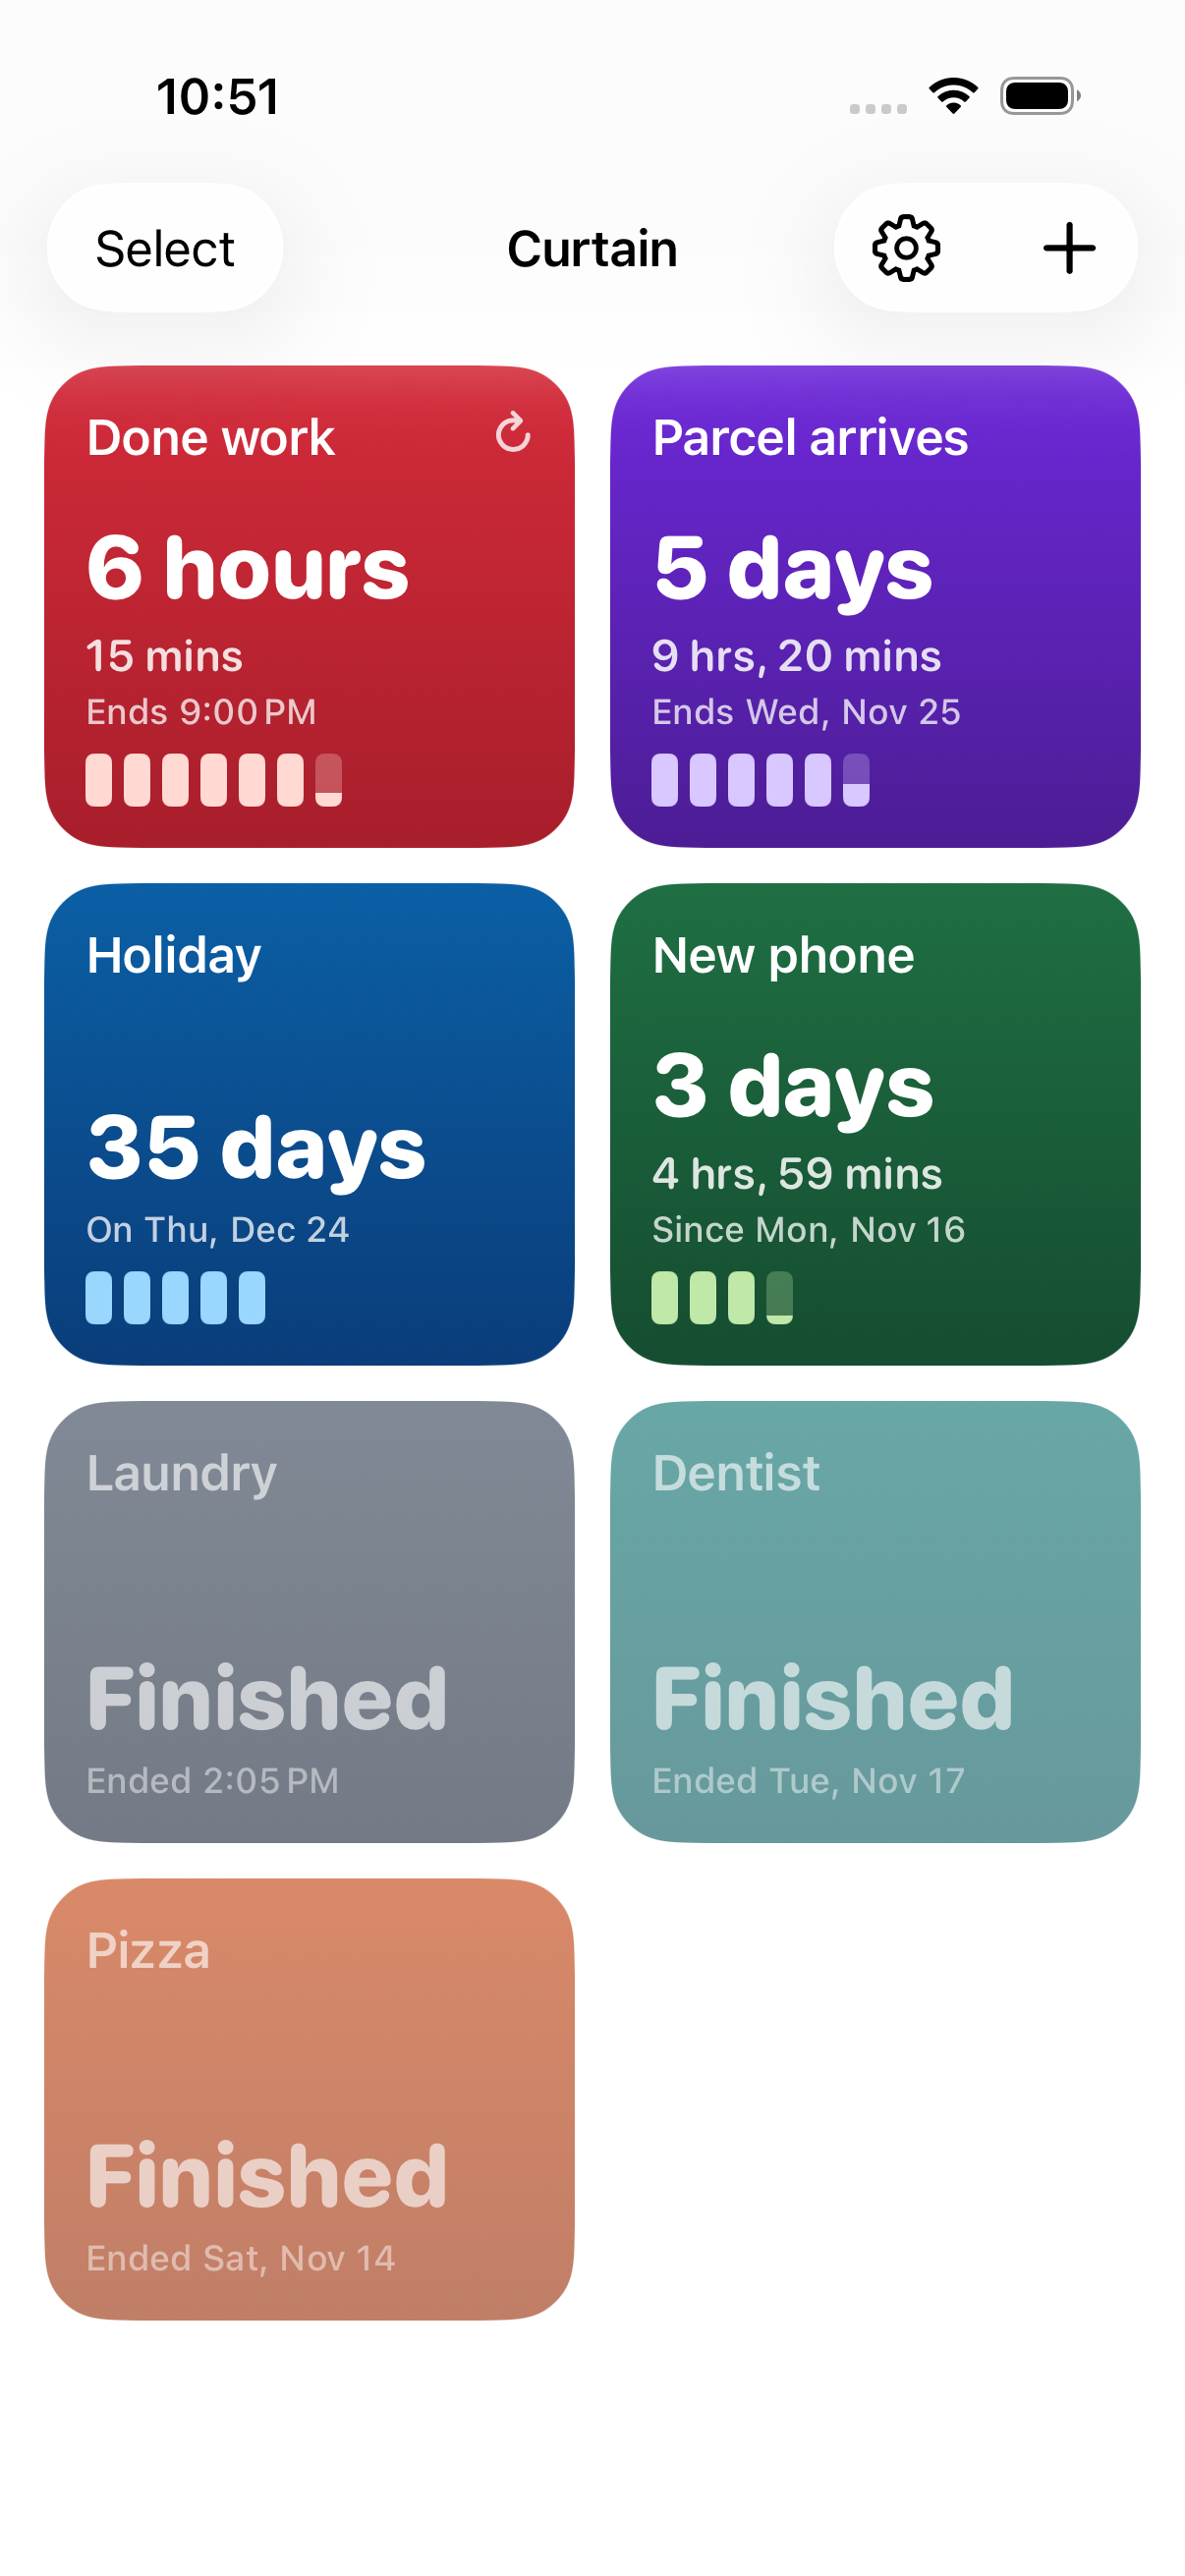 10:51
Select
Curtain
Done work
6 hours
15 mins
Ends 9:00 PM
Parcel arrives
5 days
9 hrs, 20 mins
Ends Wed, Nov 25
Holiday
35 days
On Thu, Dec 24
New phone
3 days
4 hrs, 59 mins
Since Mon, Nov 16
Laundry
Finished
Ended 2:05 PM
Dentist
Finished
Ended Tue, Nov 17
Pizza
Finished
Ended Sat, Nov 14